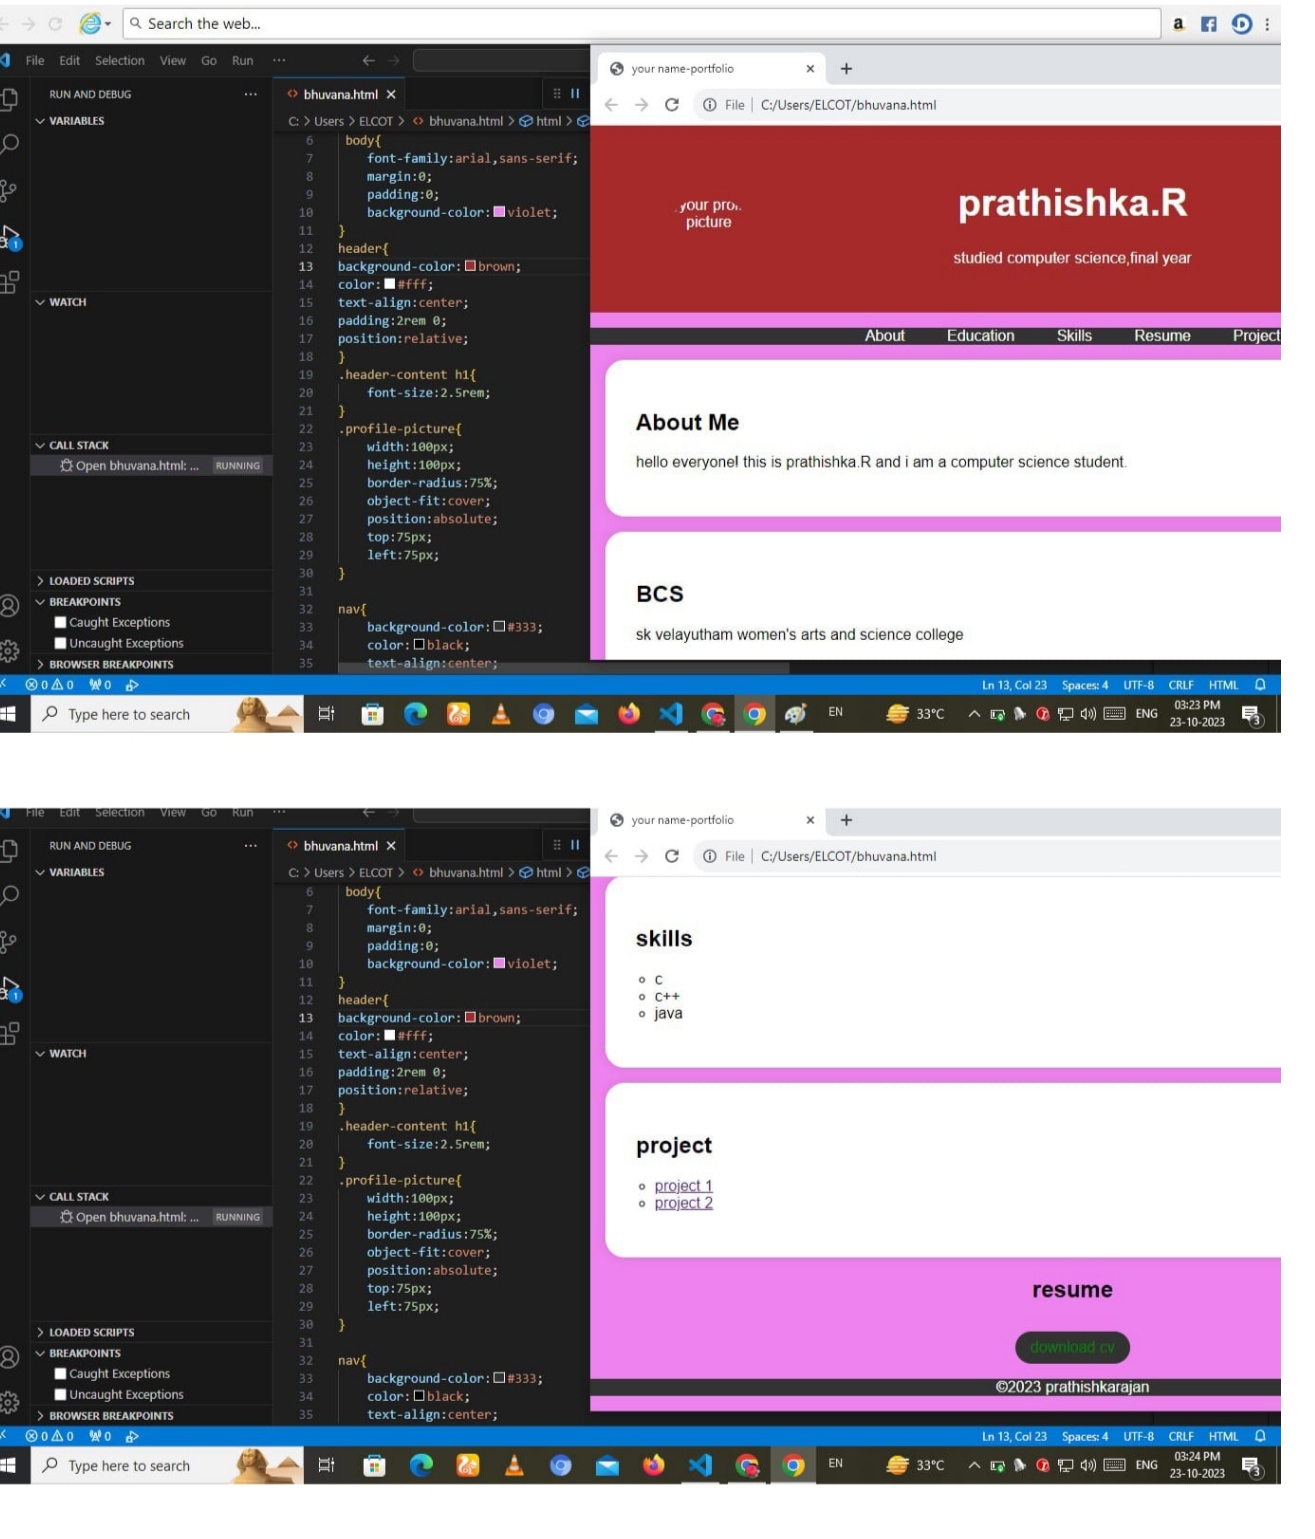 Search the web...
File Edit Selection View Go Run ...
your name-portfolio
RUN AND DEBUG ...
bhuvana.html
File | C:/Users/ELCOT/bhuvana.html
VARIABLES
C: > Users > ELCOT > bhuvana.html > html >
6 body{
7 font-family:arial,sans-serif;
8 margin:0;
9 padding:0;
10 background-color:violet;
11 }
12 header{
13 background-color:brown;
14 color:#fff;
15 text-align:center;
16 padding:2rem 0;
17 position:relative;
18 }
19 .header-content h1{
20 font-size:2.5rem;
21 }
22 .profile-picture{
23 width:100px;
24 height:100px;
25 border-radius:75%;
26 object-fit:cover;
27 position:absolute;
28 top:75px;
29 left:75px;
30 }
31
32 nav{
33 background-color:#333;
34 color:black;
35 text-align:center;
WATCH
CALL STACK
Open bhuvana.html: ... RUNNING
LOADED SCRIPTS
BREAKPOINTS
Caught Exceptions
Uncaught Exceptions
BROWSER BREAKPOINTS
your
picture
prathishka.R
studied computer science,final year
About Education Skills Resume Project
About Me
hello everyone! this is prathishka.R and i am a computer science student.
BCS
sk velayutham women's arts and science college
0 0 0
Ln 13, Col 23 Spaces: 4 UTF-8 CRLF HTML
Type here to search
EN
33°C
ENG
03:23 PM
23-10-2023
3
File Edit Selection View Go Run ...
your name-portfolio
RUN AND DEBUG ...
bhuvana.html
File | C:/Users/ELCOT/bhuvana.html
VARIABLES
C: > Users > ELCOT > bhuvana.html > html >
6 body{
7 font-family:arial,sans-serif;
8 margin:0;
9 padding:0;
10 background-color:violet;
11 }
12 header{
13 background-color:brown;
14 color:#fff;
15 text-align:center;
16 padding:2rem 0;
17 position:relative;
18 }
19 .header-content h1{
20 font-size:2.5rem;
21 }
22 .profile-picture{
23 width:100px;
24 height:100px;
25 border-radius:75%;
26 object-fit:cover;
27 position:absolute;
28 top:75px;
29 left:75px;
30 }
31
32 nav{
33 background-color:#333;
34 color:black;
35 text-align:center;
WATCH
CALL STACK
Open bhuvana.html: ... RUNNING
LOADED SCRIPTS
BREAKPOINTS
Caught Exceptions
Uncaught Exceptions
BROWSER BREAKPOINTS
skills
c
c++
java
project
project 1
project 2
resume
download cv
©2023 prathishkarajan
0 0 0
Ln 13, Col 23 Spaces: 4 UTF-8 CRLF HTML
Type here to search
EN
33°C
ENG
03:24 PM
23-10-2023
3